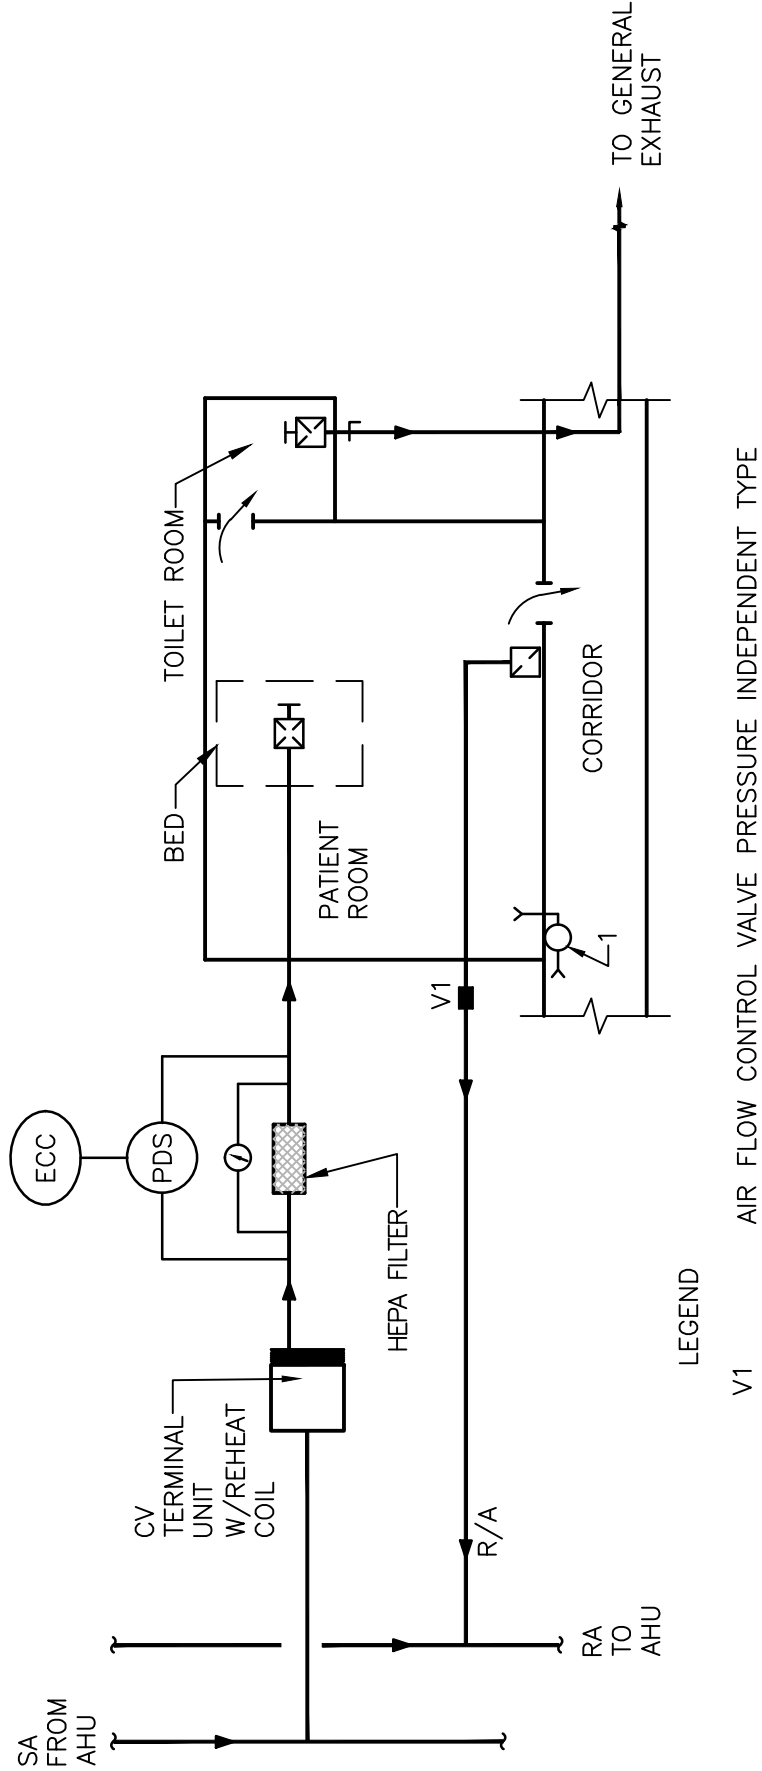 SA
FROM
AHU
RA
TO
AHU
CV
TERMINAL
UNIT
W/REHEAT
COIL
R/A
HEPA FILTER
ECC
PDS
V1
PATIENT
ROOM
BED
TOILET ROOM
CORRIDOR
1
TO GENERAL
EXHAUST
LEGEND
V1 AIR FLOW CONTROL VALVE PRESSURE INDEPENDENT TYPE